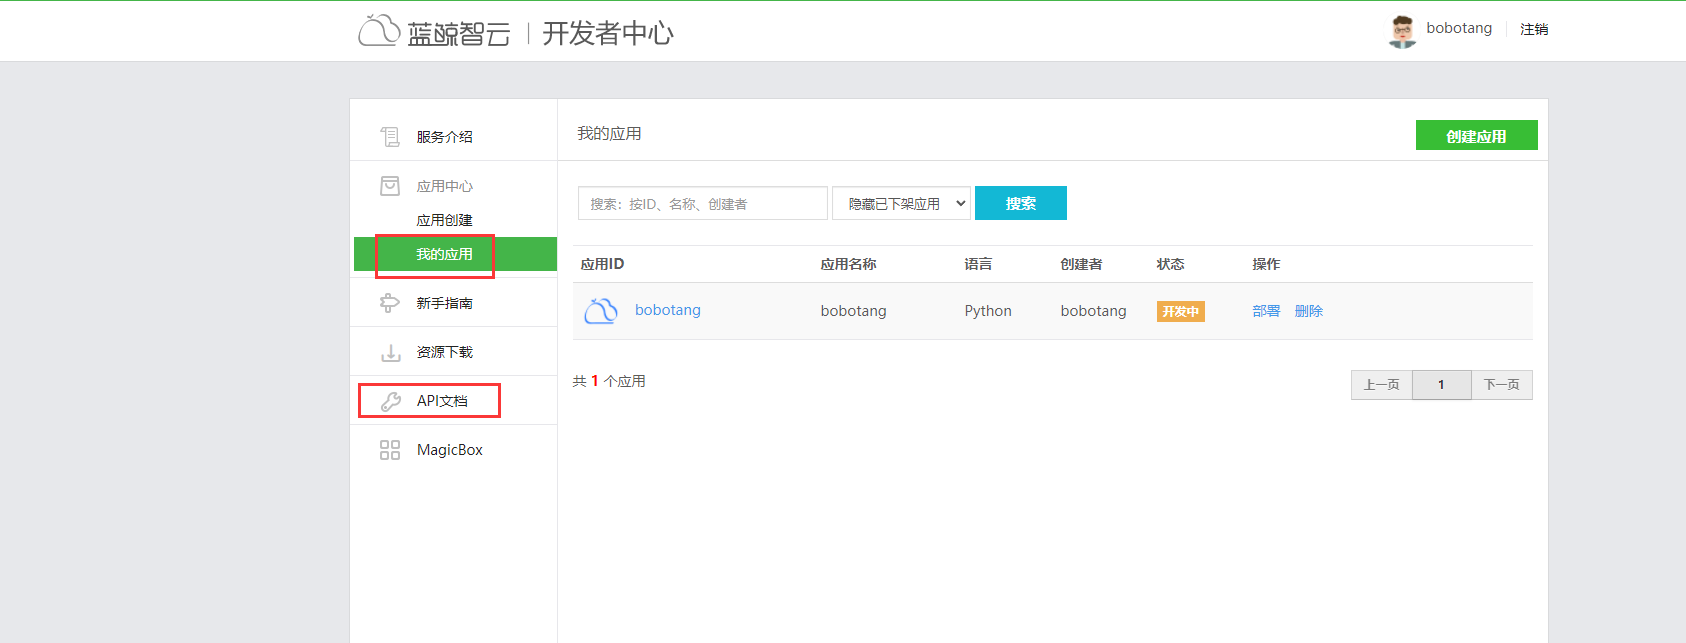 蓝鲸智云 | 开发者中心
bobotang 注销
服务介绍
应用中心
应用创建
我的应用
新手指南
资源下载
API文档
MagicBox
我的应用
创建应用
搜索：按ID、名称、创建者 隐藏已下架应用 搜索
应用ID 应用名称 语言 创建者 状态 操作
bobotang bobotang Python bobotang 开发中 部署 删除
共 1 个应用
上一页 1 下一页